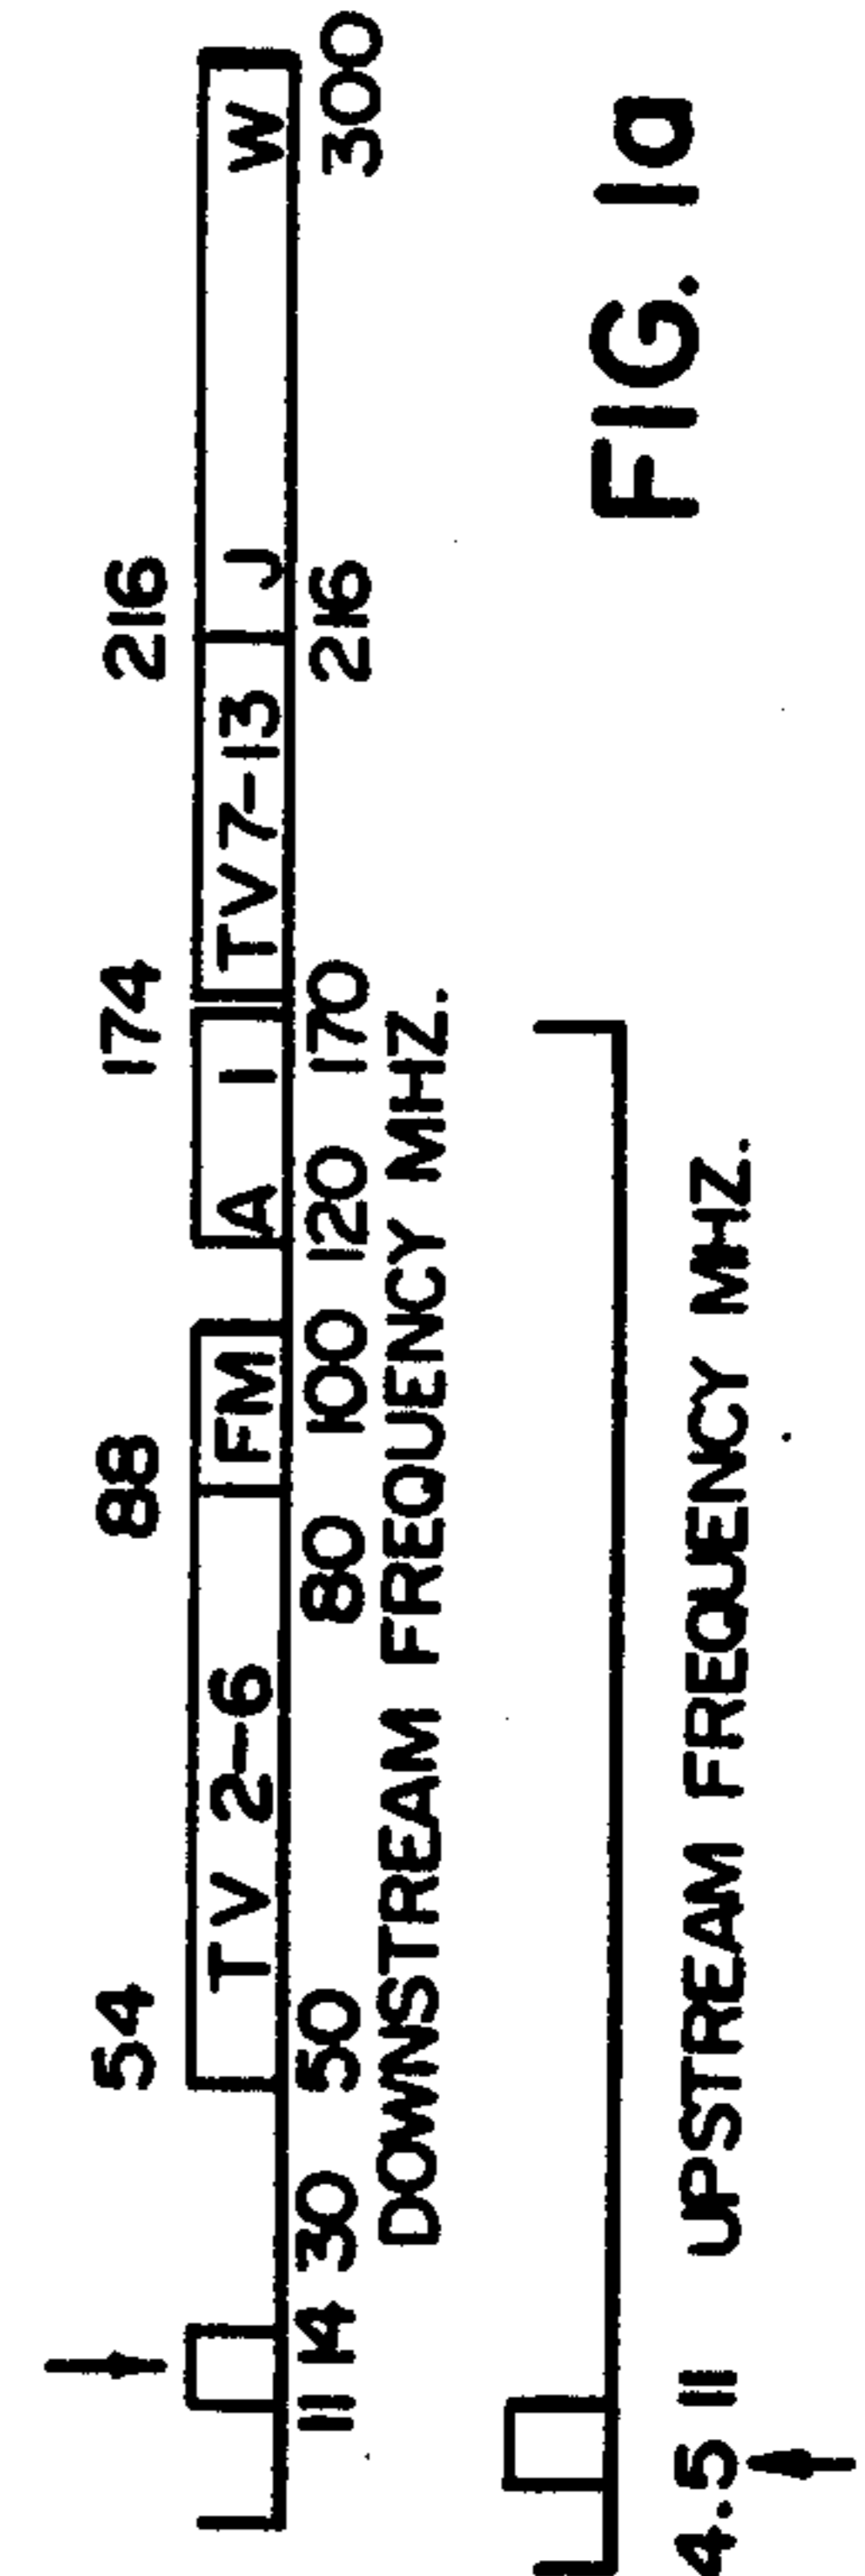 54 88 174 216
TV 2-6 FM A I TV7-13 J W
11 14 30 50 80 100 120 170 216 300
DOWNSTREAM FREQUENCY MHZ.
4.5 11 UPSTREAM FREQUENCY MHZ.
FIG. 1a